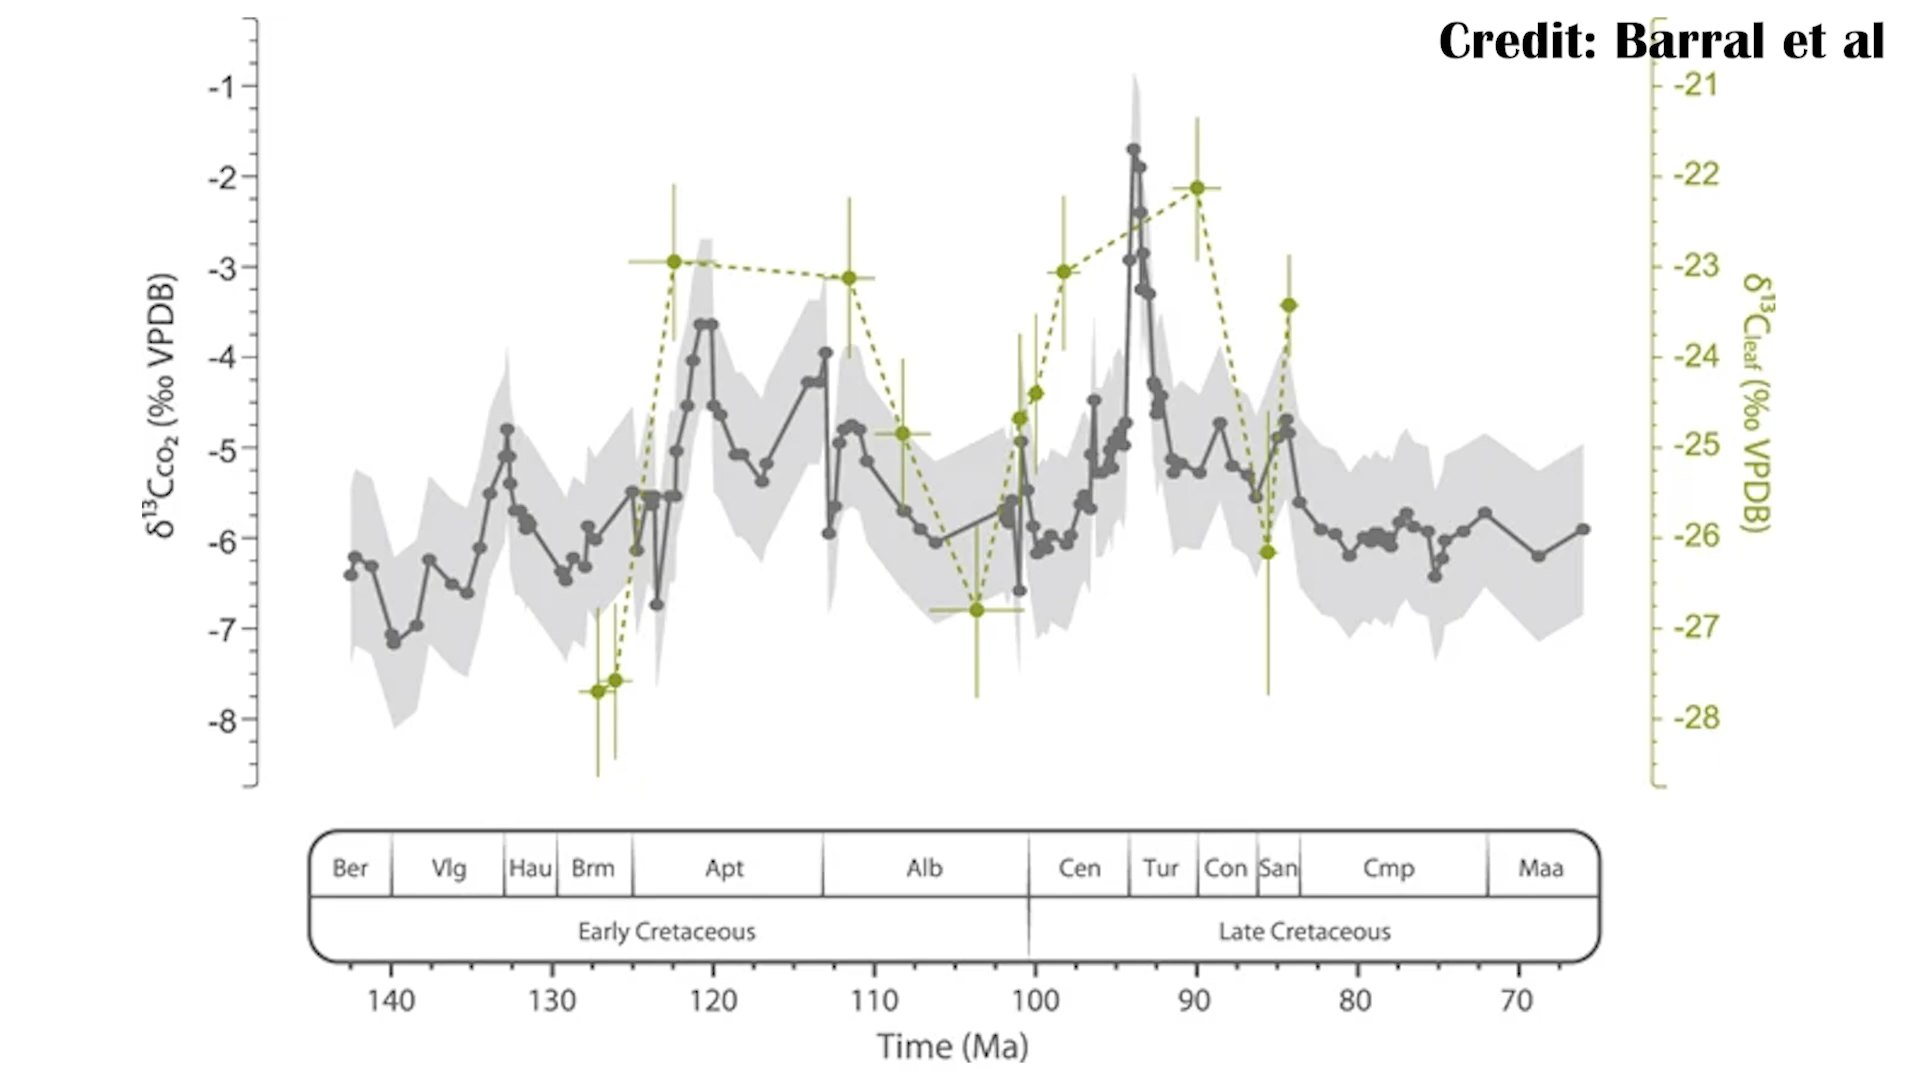 Credit: Barral et al
-1
-2
-3
-4
-5
-6
-7
-8
δ¹³Cco₂ (‰ VPDB)
-21
-22
-23
-24
-25
-26
-27
-28
δ¹³Cleaf (‰ VPDB)
Ber Vlg Hau Brm Apt Alb Cen Tur Con San Cmp Maa
Early Cretaceous Late Cretaceous
140 130 120 110 100 90 80 70
Time (Ma)